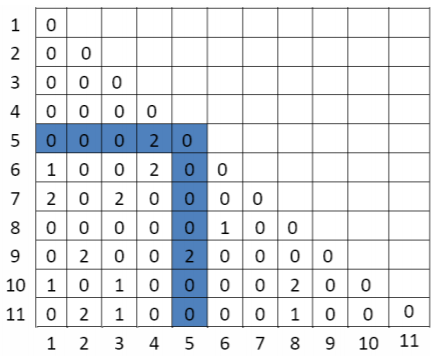 1 0
2 0 0
3 0 0 0
4 0 0 0 0
5 0 0 0 2 0
6 1 0 0 2 0 0
7 2 0 2 0 0 0 0
8 0 0 0 0 0 1 0 0
9 0 2 0 0 2 0 0 0 0
10 1 0 1 0 0 0 0 2 0 0
11 0 2 1 0 0 0 0 1 0 0 0
1 2 3 4 5 6 7 8 9 10 11